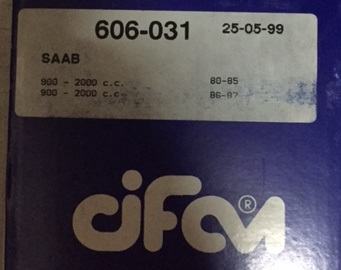 606-031 25-05-99
SAAB
900 - 2000 c.c. 80-85
900 - 2000 c.c. 86-87
cifam®